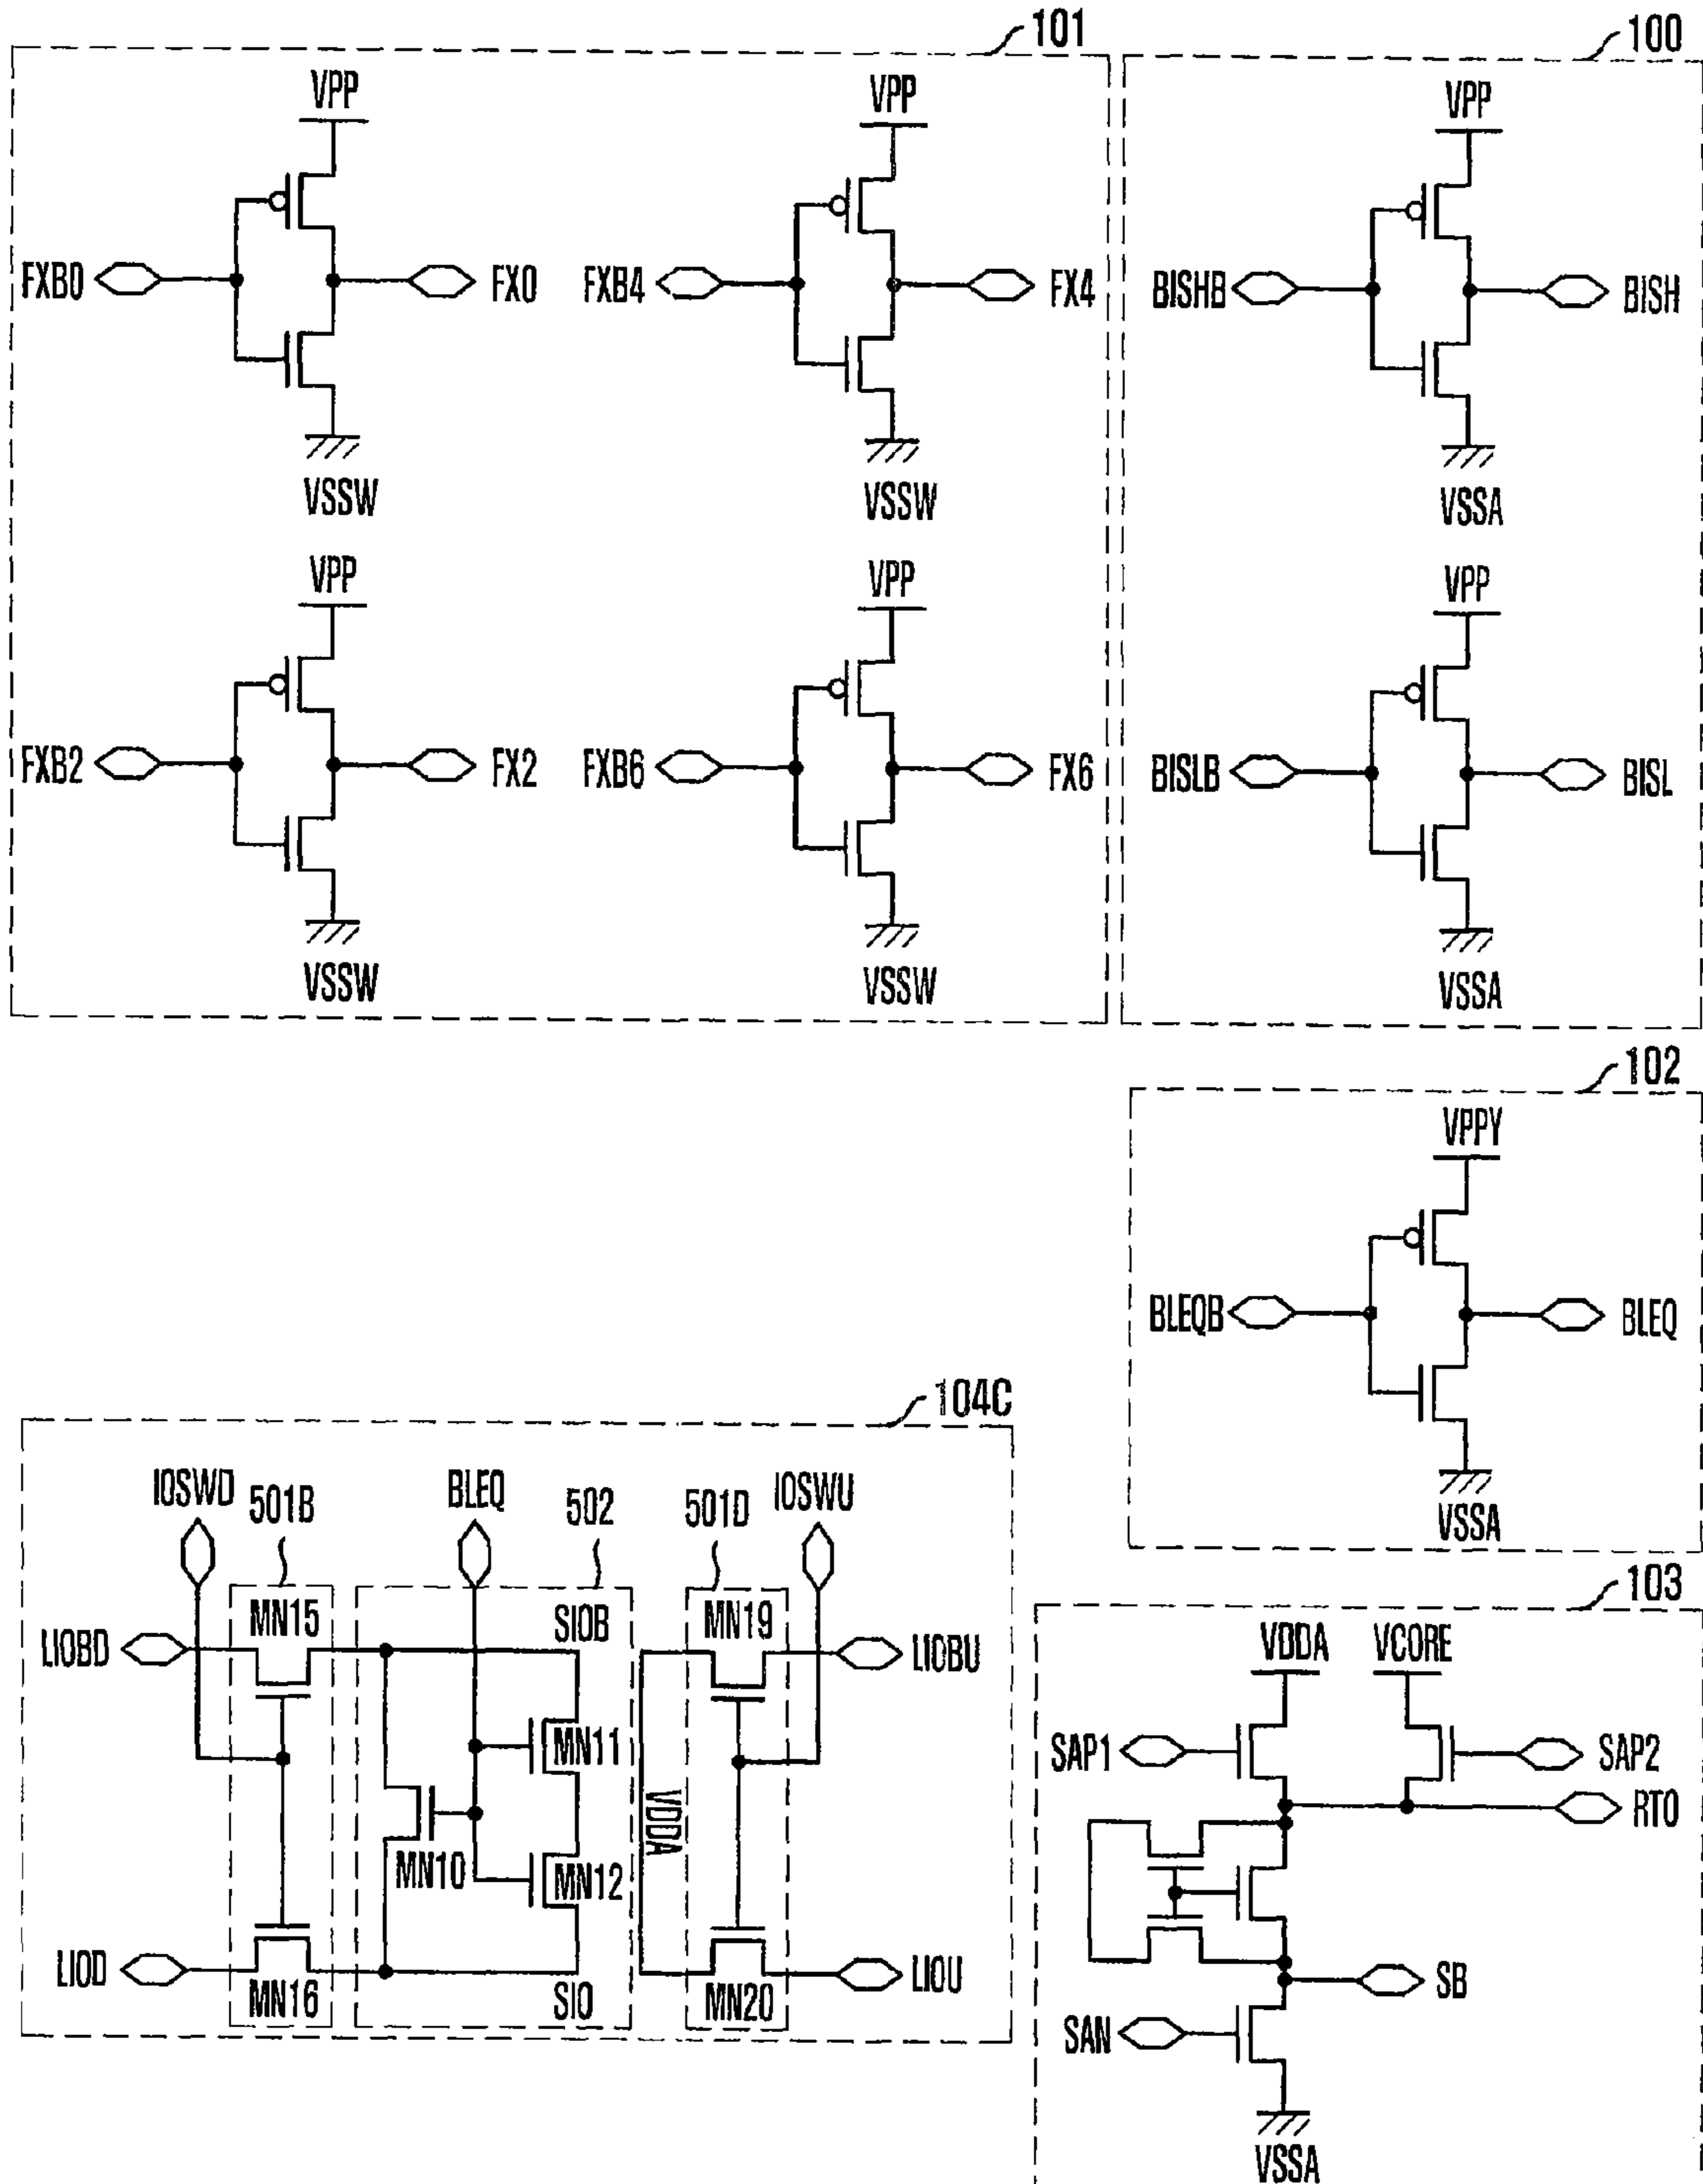 101
100
VPP
VPP
VPP
FXB0
FX0
FXB4
FX4
BISHB
BISH
VSSW
VSSW
VSSA
VPP
VPP
VPP
FXB2
FX2
FXB6
FX6
BISLB
BISL
VSSW
VSSW
VSSA
102
VPPY
BLEQB
BLEQ
VSSA
104C
IOSWD
501B
BLEQ
502
501D
IOSWU
MN15
SIOB
MN19
LIOBD
LIOBU
MN11
VDDA
MN10
MN12
LIOD
LIOU
MN16
SIO
MN20
103
VDDA
VCORE
SAP1
SAP2
RTO
SB
SAN
VSSA